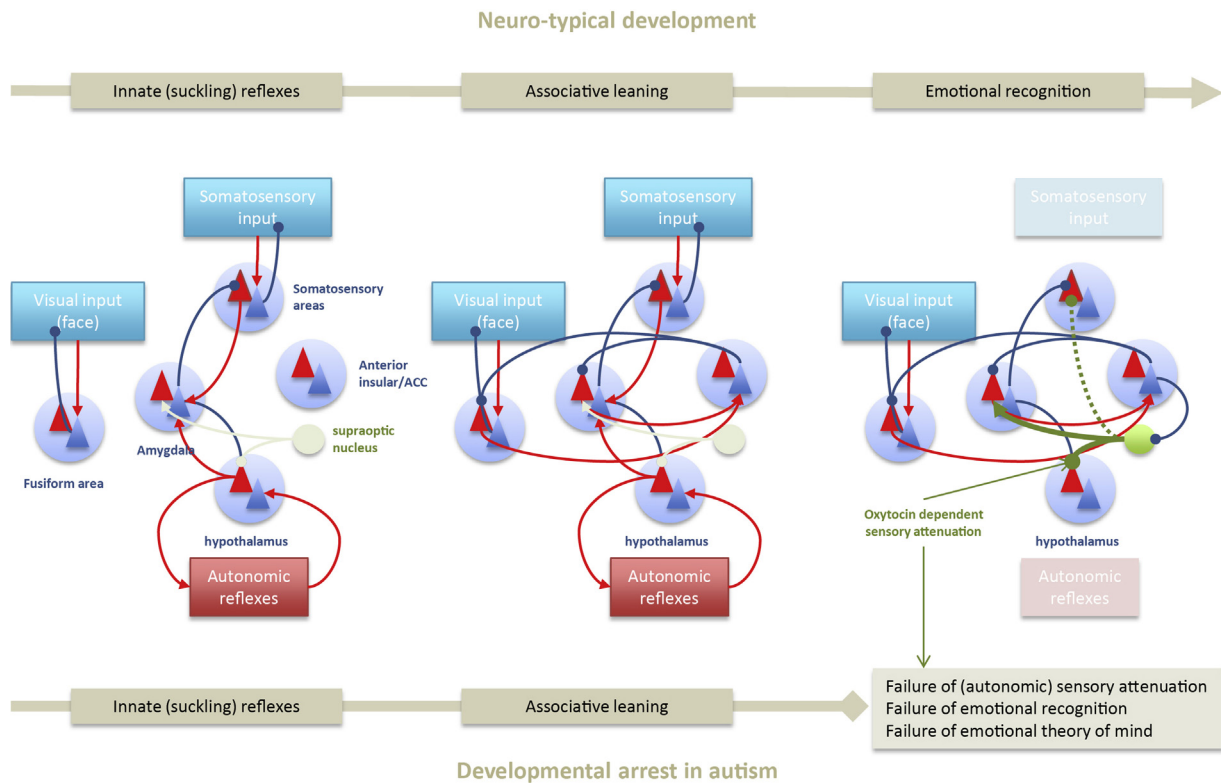 Neuro-typical development
Innate (suckling) reflexes
Associative leaning
Emotional recognition
Somatosensory
input
Visual input
(face)
Somatosensory
areas
Anterior
insular/ACC
supraoptic
nucleus
Amygdala
Fusiform area
hypothalamus
Autonomic
reflexes
Somatosensory
input
Visual input
(face)
hypothalamus
Autonomic
reflexes
Somatosensory
input
Visual input
(face)
Oxytocin dependent
sensory attenuation
hypothalamus
Autonomic
reflexes
Innate (suckling) reflexes
Associative leaning
Failure of (autonomic) sensory attenuation
Failure of emotional recognition
Failure of emotional theory of mind
Developmental arrest in autism